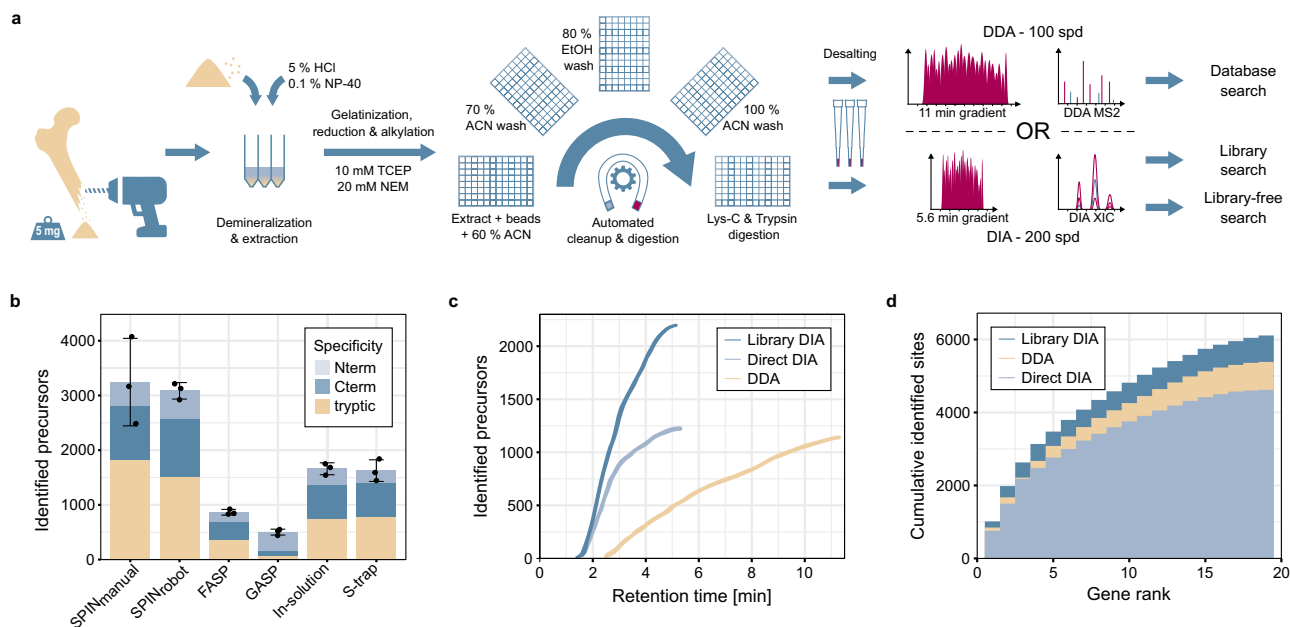 a
5 mg
5 % HCl
0.1 % NP-40
Demineralization
& extraction
Gelatinization,
reduction & alkylation
10 mM TCEP
20 mM NEM
Extract + beads
+ 60 % ACN
70 %
ACN wash
80 %
EtOH
wash
100 %
ACN wash
Automated
cleanup & digestion
Lys-C & Trypsin
digestion
Desalting
DDA - 100 spd
11 min gradient
DDA MS2
Database
search
OR
5.6 min gradient
DIA XIC
DIA - 200 spd
Library
search
Library-free
search
b
Identified precursors
4000
3000
2000
1000
0
Specificity
Nterm
Cterm
tryptic
SPINmanual
SPINrobot
FASP
GASP
In-solution
S-trap
c
Identified precursors
2000
1500
1000
500
0
Library DIA
Direct DIA
DDA
0 2 4 6 8 10
Retention time [min]
d
Cumulative identified sites
6000
4000
2000
0
Library DIA
DDA
Direct DIA
0 5 10 15 20
Gene rank